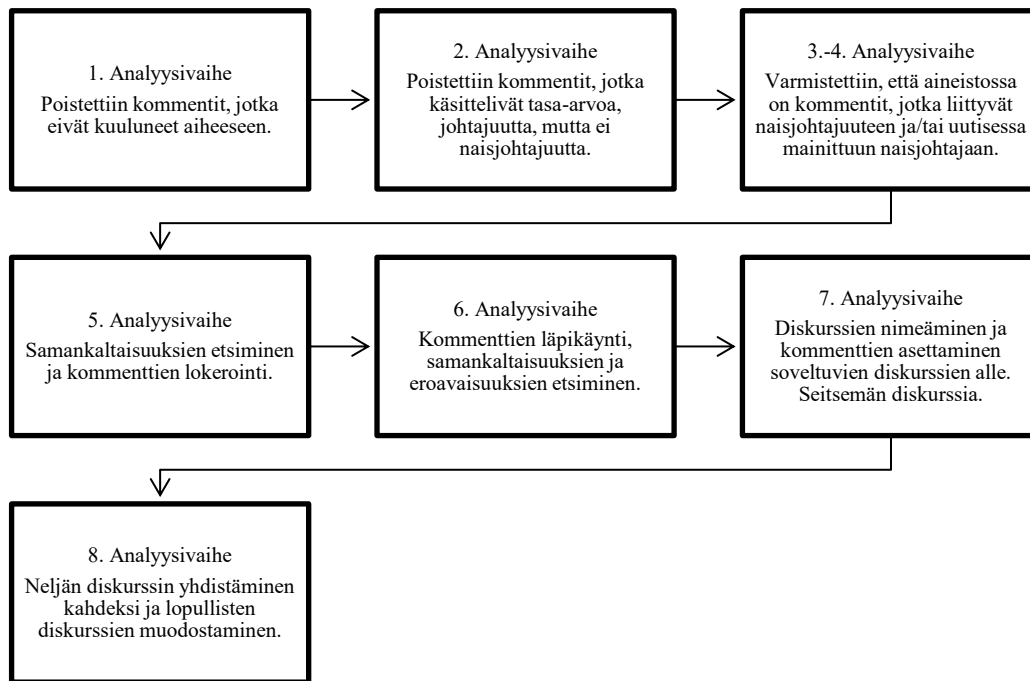 1. Analyysivaihe
Poistettiin kommentit, jotka
eivät kuuluneet aiheeseen.
2. Analyysivaihe
Poistettiin kommentit, jotka
käsittelivät tasa-arvoa,
johtajuutta, mutta ei
naisjohtajuutta.
3.-4. Analyysivaihe
Varmistettiin, että aineistossa
on kommentit, jotka liittyvät
naisjohtajuuteen ja/tai uutisessa
mainittuun naisjohtajaan.
5. Analyysivaihe
Samankaltaisuuksien etsiminen
ja kommenttien lokerointi.
6. Analyysivaihe
Kommenttien läpikäynti,
samankaltaisuuksien ja
eroavaisuuksien etsiminen.
7. Analyysivaihe
Diskurssien nimeäminen ja
kommenttien asettaminen
soveltuvien diskurssien alle.
Seitsemän diskurssia.
8. Analyysivaihe
Neljän diskurssin yhdistäminen
kahdeksi ja lopullisten
diskurssien muodostaminen.